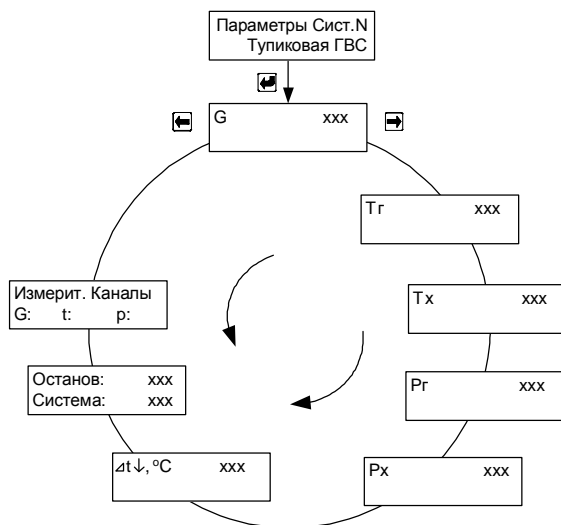 Параметры Сист.N
Тупиковая ГВС
G xxx
Тг xxx
Тх xxx
Рг xxx
Рх xxx
⊿t↓, ºC xxx
Останов: xxx
Система: xxx
Измерит. Каналы
G: t: p: